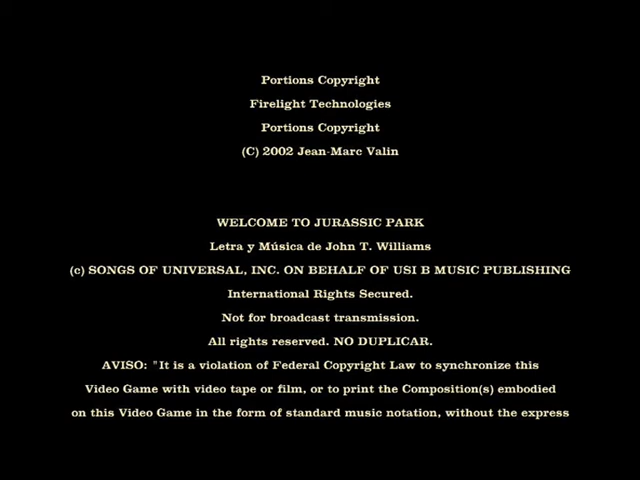 Portions Copyright
Firelight Technologies
Portions Copyright
(C) 2002 Jean-Marc Valin
WELCOME TO JURASSIC PARK
Letra y Música de John T. Williams
(c) SONGS OF UNIVERSAL, INC. ON BEHALF OF USI B MUSIC PUBLISHING
International Rights Secured.
Not for broadcast transmission.
All rights reserved. NO DUPLICAR.
AVISO: "It is a violation of Federal Copyright Law to synchronize this
Video Game with video tape or film, or to print the Composition(s) embodied
on this Video Game in the form of standard music notation, without the express